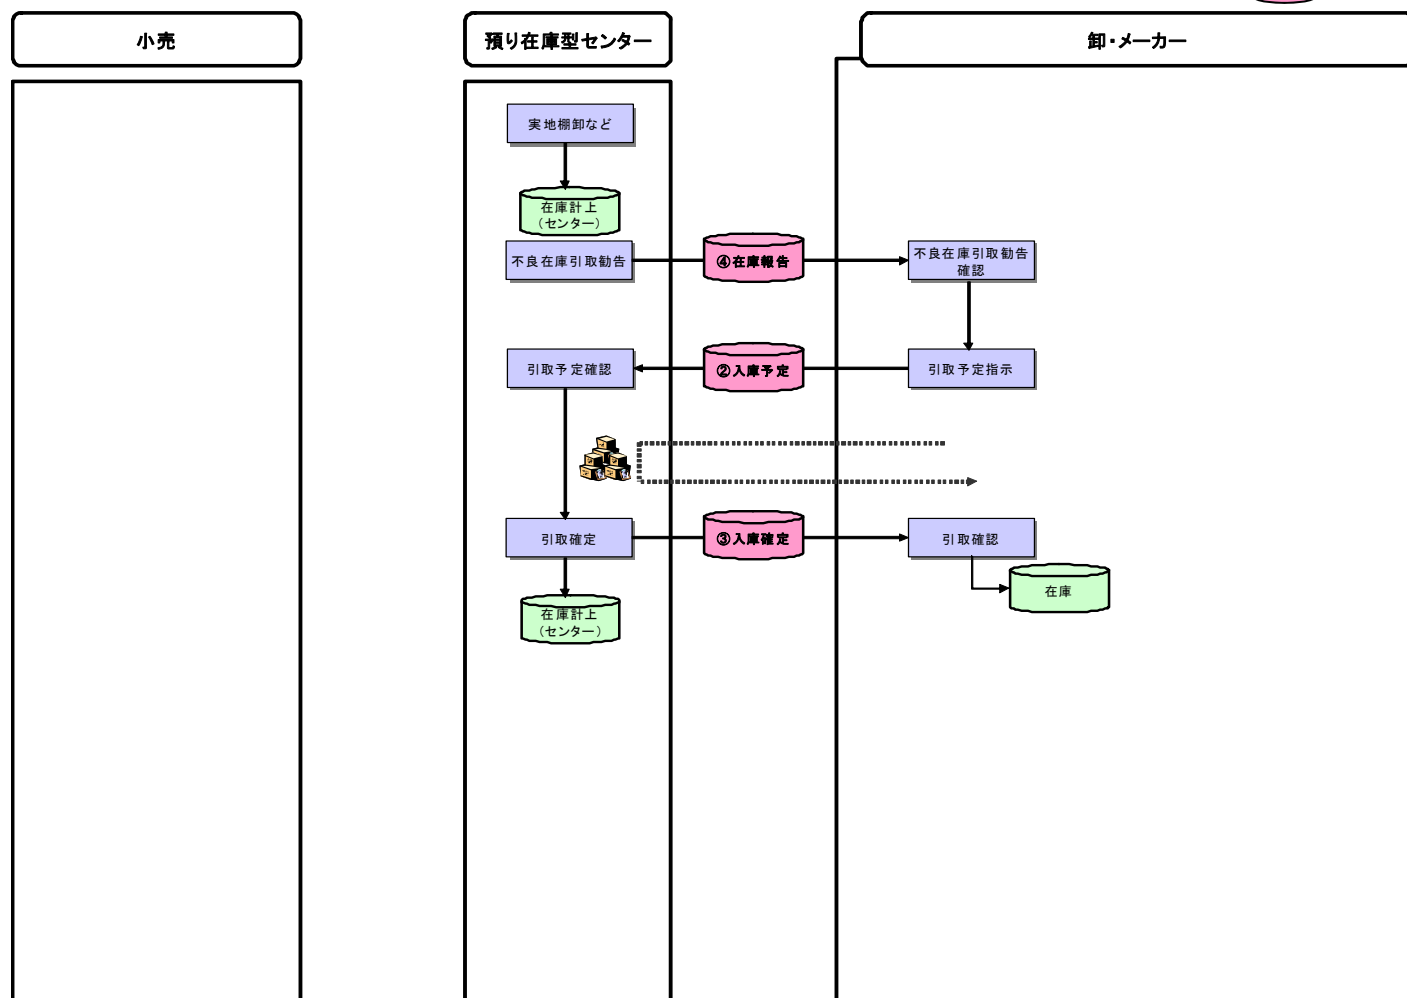 小売
預り在庫型センター
卸・メーカー
実地棚卸など
在庫計上
（センター）
不良在庫引取勧告
④在庫報告
不良在庫引取勧告
確認
引取予定確認
②入庫予定
引取予定指示
引取確定
③入庫確定
引取確認
在庫
在庫計上
（センター）